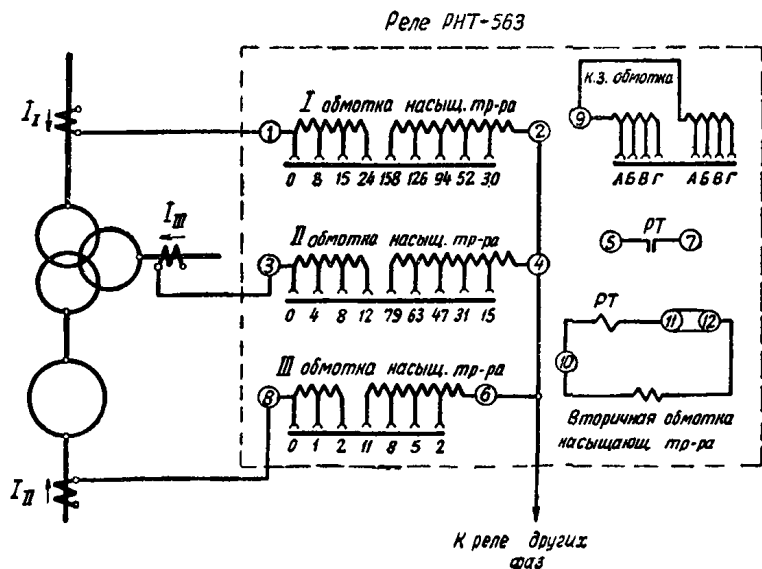 Реле РНТ-563
I обмотка насыщ. тр-ра
1
2
0 8 15 24 158 126 94 52 30
К.З. обмотка
9
А Б В Г А Б В Г
I_I
I_III
II обмотка насыщ. тр-ра
3
4
0 4 8 12 79 63 47 31 15
РТ
5
7
III обмотка насыщ. тр-ра
8
6
0 1 2 11 8 5 2
РТ
11
12
10
Вторичная обмотка
насыщающ. тр-ра
I_II
К реле других
фаз